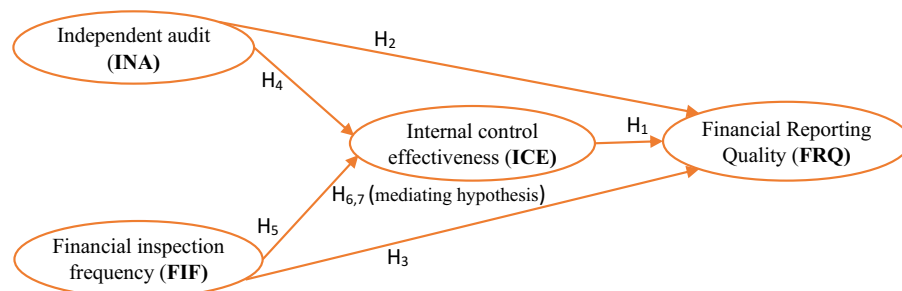 Independent audit
(INA)
H2
H4
Internal control
effectiveness (ICE)
H1
Financial Reporting
Quality (FRQ)
H6,7 (mediating hypothesis)
H5
Financial inspection
frequency (FIF)
H3